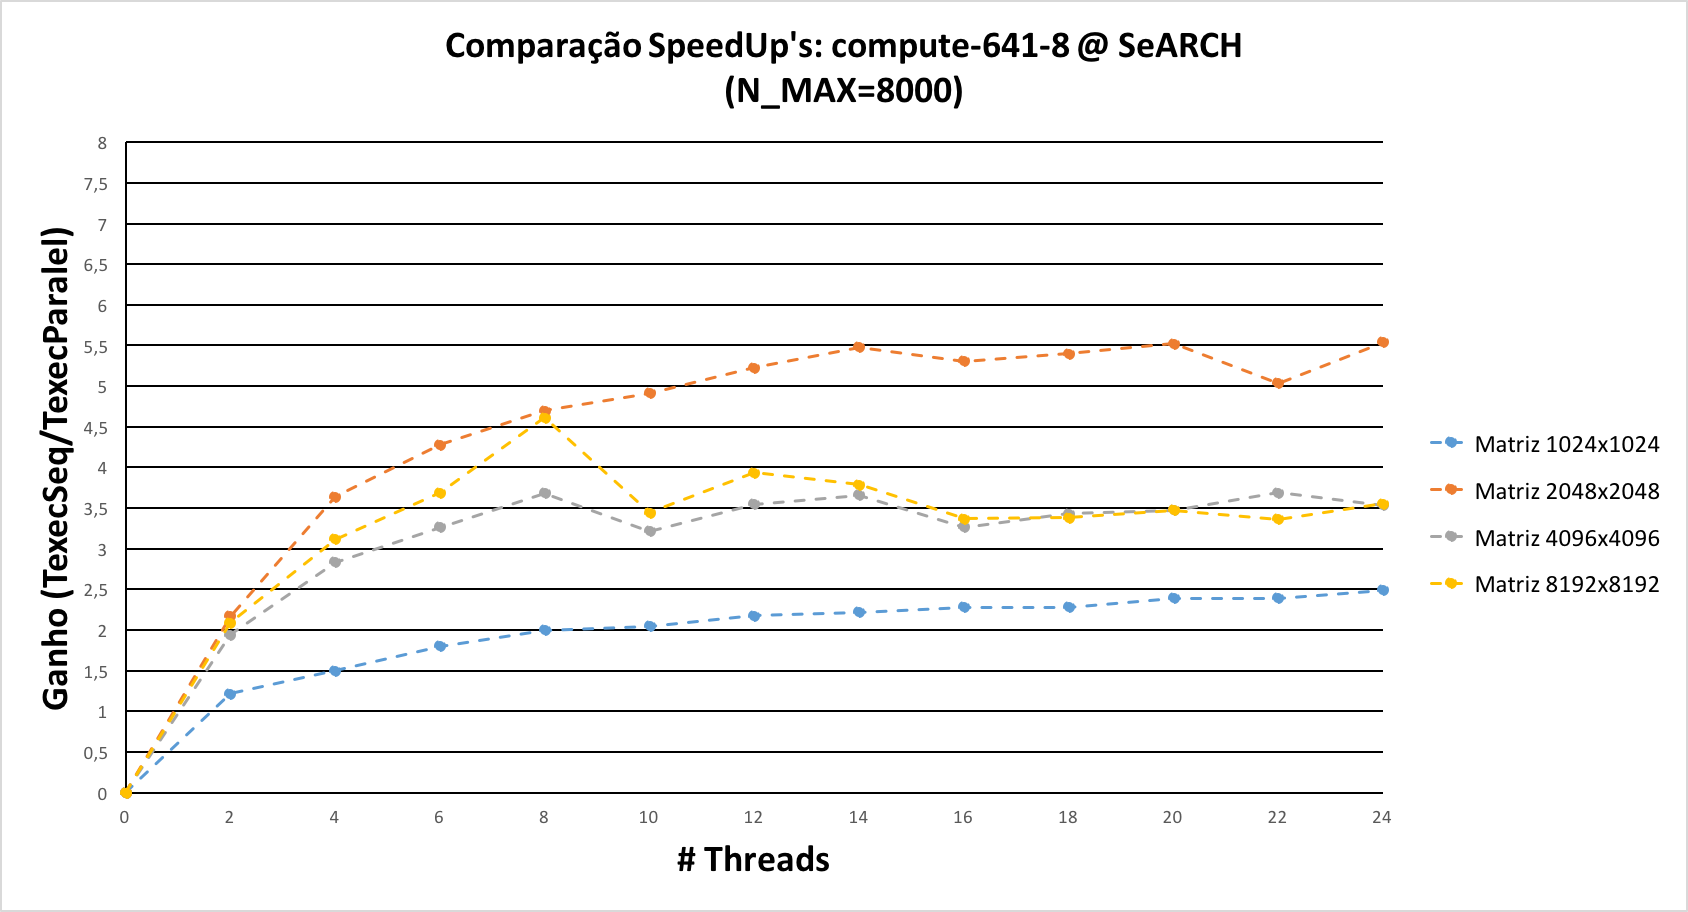 Comparação SpeedUp's: compute-641-8 @ SeARCH
(N_MAX=8000)
Ganho (TexecSeq/TexecParalel)
8
7,5
7
6,5
6
5,5
5
4,5
4
3,5
3
2,5
2
1,5
1
0,5
0
0 2 4 6 8 10 12 14 16 18 20 22 24
# Threads
Matriz 1024x1024
Matriz 2048x2048
Matriz 4096x4096
Matriz 8192x8192